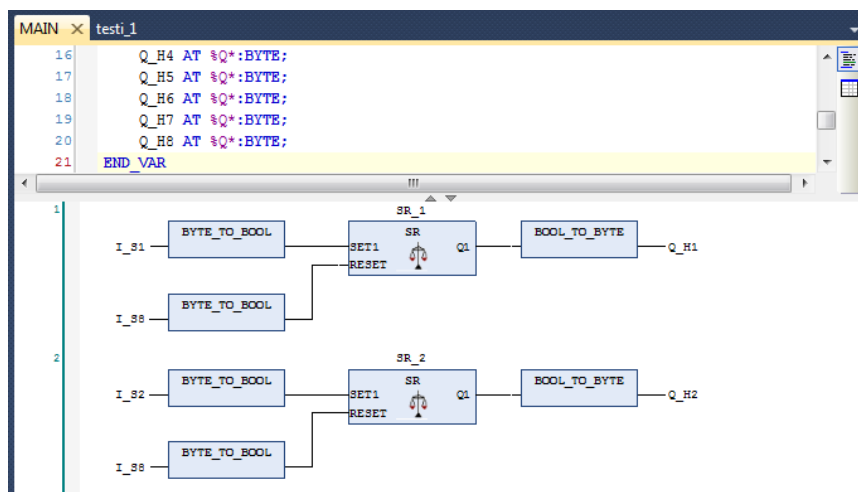 MAIN × testi_1
16 Q_H4 AT %Q*:BYTE;
17 Q_H5 AT %Q*:BYTE;
18 Q_H6 AT %Q*:BYTE;
19 Q_H7 AT %Q*:BYTE;
20 Q_H8 AT %Q*:BYTE;
21 END_VAR
1 SR_1
BYTE_TO_BOOL SR BOOL_TO_BYTE
I_S1 SET1 Q1 Q_H1
RESET
BYTE_TO_BOOL
I_S8
2 SR_2
BYTE_TO_BOOL SR BOOL_TO_BYTE
I_S2 SET1 Q1 Q_H2
RESET
BYTE_TO_BOOL
I_S8